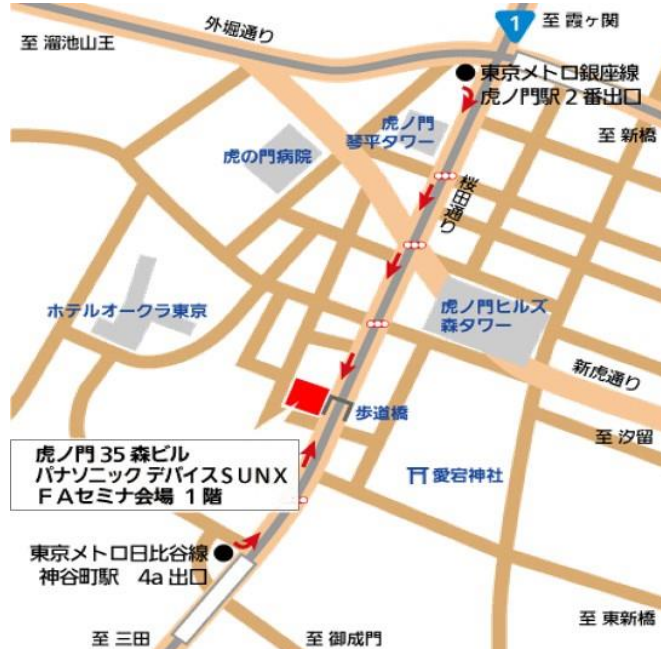 1
至 霞ヶ関
外堀通り
至 溜池山王
東京メトロ銀座線
虎ノ門駅2番出口
至 新橋
虎ノ門
琴平タワー
虎の門病院
桜田通り
ホテルオークラ東京
虎ノ門ヒルズ
森タワー
新虎通り
歩道橋
至 汐留
虎ノ門 35 森ビル
パナソニック デバイスSUNX
FAセミナ会場 1階
愛宕神社
東京メトロ日比谷線
神谷町駅 4a 出口
至 東新橋
至 三田
至 御成門